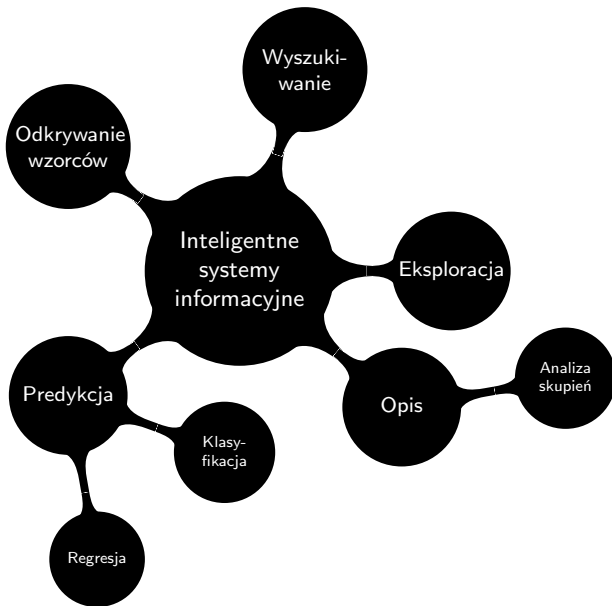 Wyszuki-
wanie
Odkrywanie
wzorców
Inteligentne
systemy
informacyjne
Eksploracja
Analiza
skupień
Predykcja
Opis
Klasy-
fikacja
Regresja